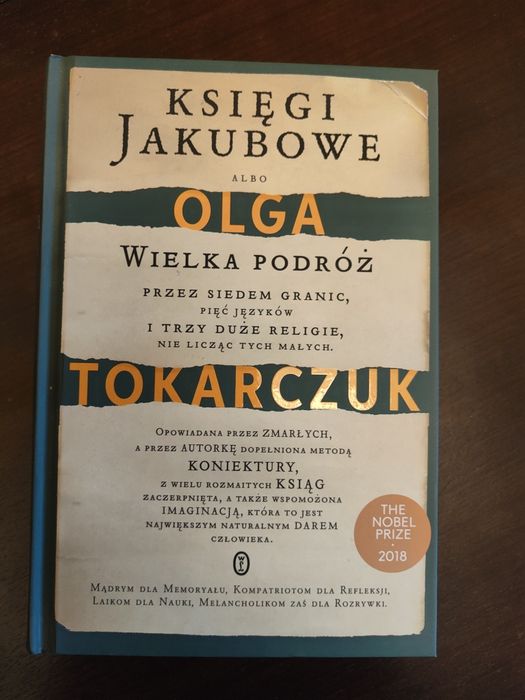 KSIĘGI
JAKUBOWE
ALBO
OLGA
WIELKA PODRÓŻ
PRZEZ SIEDEM GRANIC,
PIĘĆ JĘZYKÓW
I TRZY DUŻE RELIGIE,
NIE LICZĄC TYCH MAŁYCH.
TOKARCZUK
OPOWIADANA PRZEZ ZMARŁYCH,
A PRZEZ AUTORKĘ DOPEŁNIONA METODĄ
KONIEKTURY,
Z WIELU ROZMAITYCH KSIĄG
ZACZERPNIĘTA, A TAKŻE WSPOMOŻONA
IMAGINACJĄ, KTÓRA TO JEST
NAJWIĘKSZYM NATURALNYM DAREM
CZŁOWIEKA.
THE
NOBEL
PRIZE
·
2018
MĄDRYM DLA MEMORYAŁU, KOMPATRIOTOM DLA REFLEKSJI,
LAIKOM DLA NAUKI, MELANCHOLIKOM ZAŚ DLA ROZRYWKI.